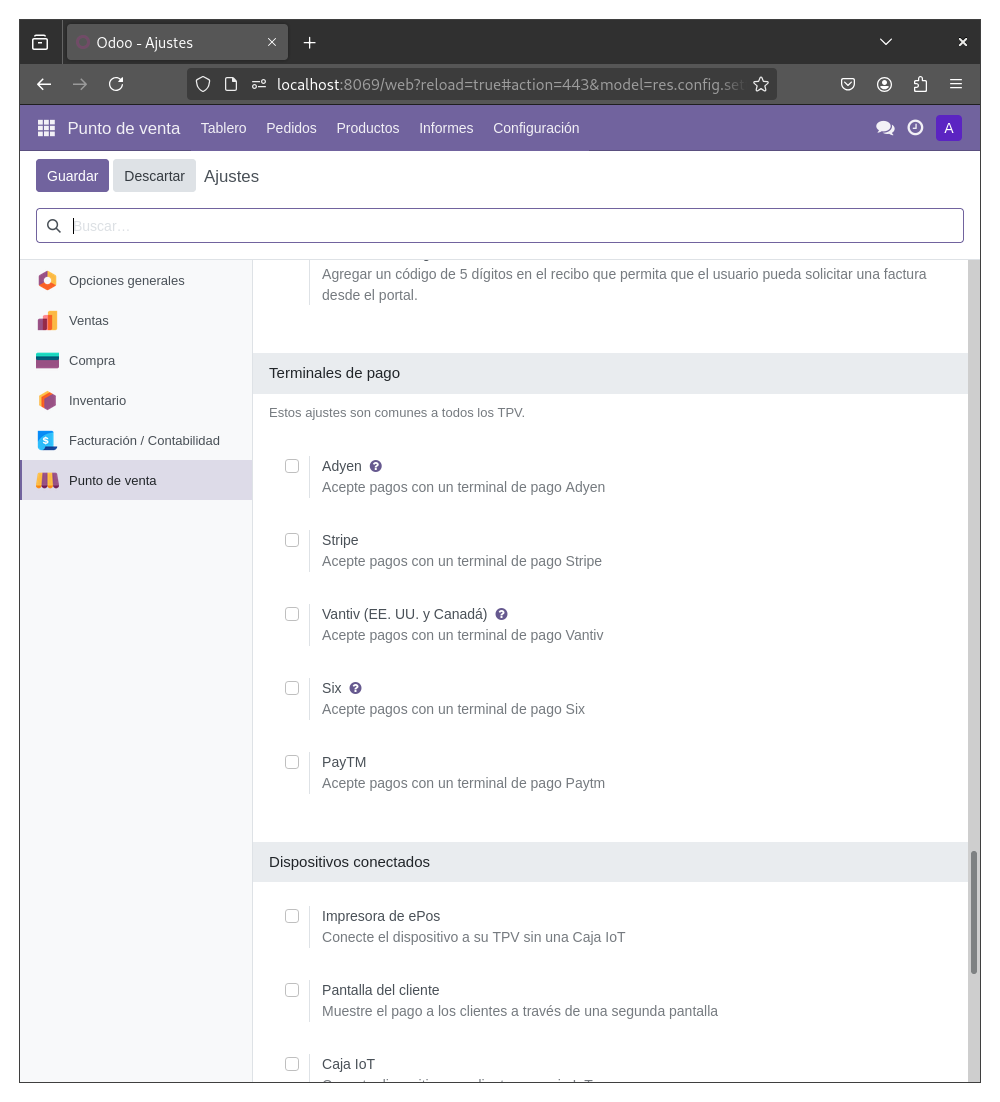 Odoo - Ajustes
localhost:8069/web?reload=true#action=443&model=res.config.set
Punto de venta Tablero Pedidos Productos Informes Configuración A
Guardar Descartar Ajustes
Buscar...
Opciones generales
Ventas
Compra
Inventario
Facturación / Contabilidad
Punto de venta
Agregar un código de 5 dígitos en el recibo que permita que el usuario pueda solicitar una factura
desde el portal.
Terminales de pago
Estos ajustes son comunes a todos los TPV.
Adyen
Acepte pagos con un terminal de pago Adyen
Stripe
Acepte pagos con un terminal de pago Stripe
Vantiv (EE. UU. y Canadá)
Acepte pagos con un terminal de pago Vantiv
Six
Acepte pagos con un terminal de pago Six
PayTM
Acepte pagos con un terminal de pago Paytm
Dispositivos conectados
Impresora de ePos
Conecte el dispositivo a su TPV sin una Caja IoT
Pantalla del cliente
Muestre el pago a los clientes a través de una segunda pantalla
Caja IoT